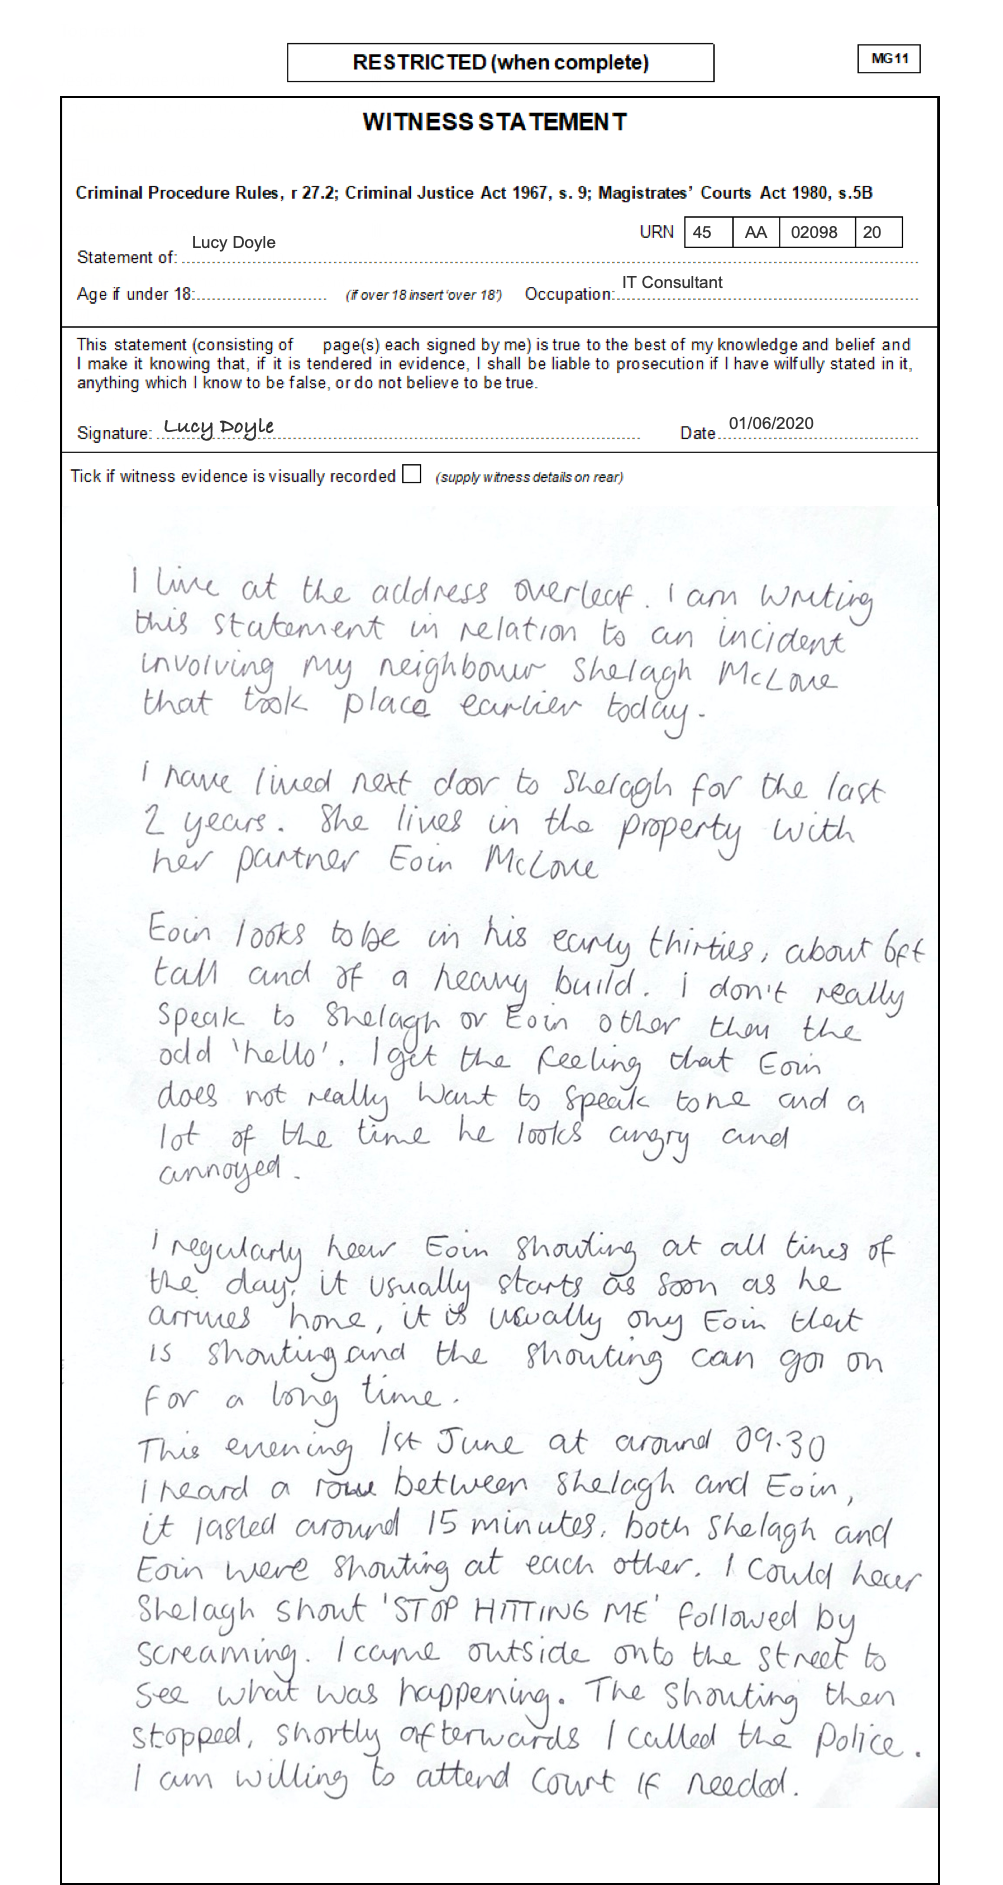 RESTRICTED (when complete)
MG11
WITNESS STATEMENT
Criminal Procedure Rules, r 27.2; Criminal Justice Act 1967, s. 9; Magistrates' Courts Act 1980, s.5B
URN 45 AA 02098 20
Statement of: Lucy Doyle
Age if under 18: (if over 18 insert 'over 18') Occupation: IT Consultant
This statement (consisting of page(s) each signed by me) is true to the best of my knowledge and belief and
I make it knowing that, if it is tendered in evidence, I shall be liable to prosecution if I have wilfully stated in it,
anything which I know to be false, or do not believe to be true.
Signature: Lucy Doyle Date 01/06/2020
Tick if witness evidence is visually recorded (supply witness details on rear)
I live at the address overleaf. I am writing
this statement in relation to an incident
involving my neighbour Shelagh McLove
that took place earlier today.
I have lived next door to Shelagh for the last
2 years. She lives in the property with
her partner Eoin McLove
Eoin looks to be in his early thirties, about 6ft
tall and of a heavy build. I don't really
speak to Shelagh or Eoin other then the
odd 'hello'. I get the feeling that Eoin
does not really want to speak to me and a
lot of the time he looks angry and
annoyed.
I regularly hear Eoin shouting at all times of
the day, it usually starts as soon as he
arrives home, it is usually ony Eoin that
is shouting and the shouting can go on
for a long time.
This evening 1st June at around 09.30
I heard a row between Shelagh and Eoin,
it lasted around 15 minutes, both Shelagh and
Eoin were shouting at each other. I could hear
Shelagh shout 'STOP HITTING ME' followed by
screaming. I came outside onto the street to
see what was happening. The shouting then
stopped, shortly afterwards I called the Police.
I am willing to attend court if needed.